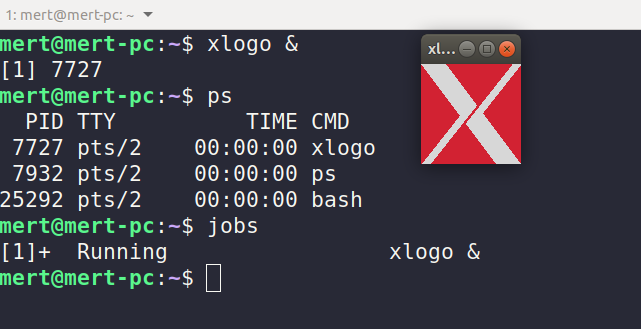 1: mert@mert-pc: ~
mert@mert-pc:~$ xlogo &
[1] 7727
mert@mert-pc:~$ ps
  PID TTY          TIME CMD
 7727 pts/2    00:00:00 xlogo
 7932 pts/2    00:00:00 ps
25292 pts/2    00:00:00 bash
mert@mert-pc:~$ jobs
[1]+  Running                 xlogo &
mert@mert-pc:~$
xl...